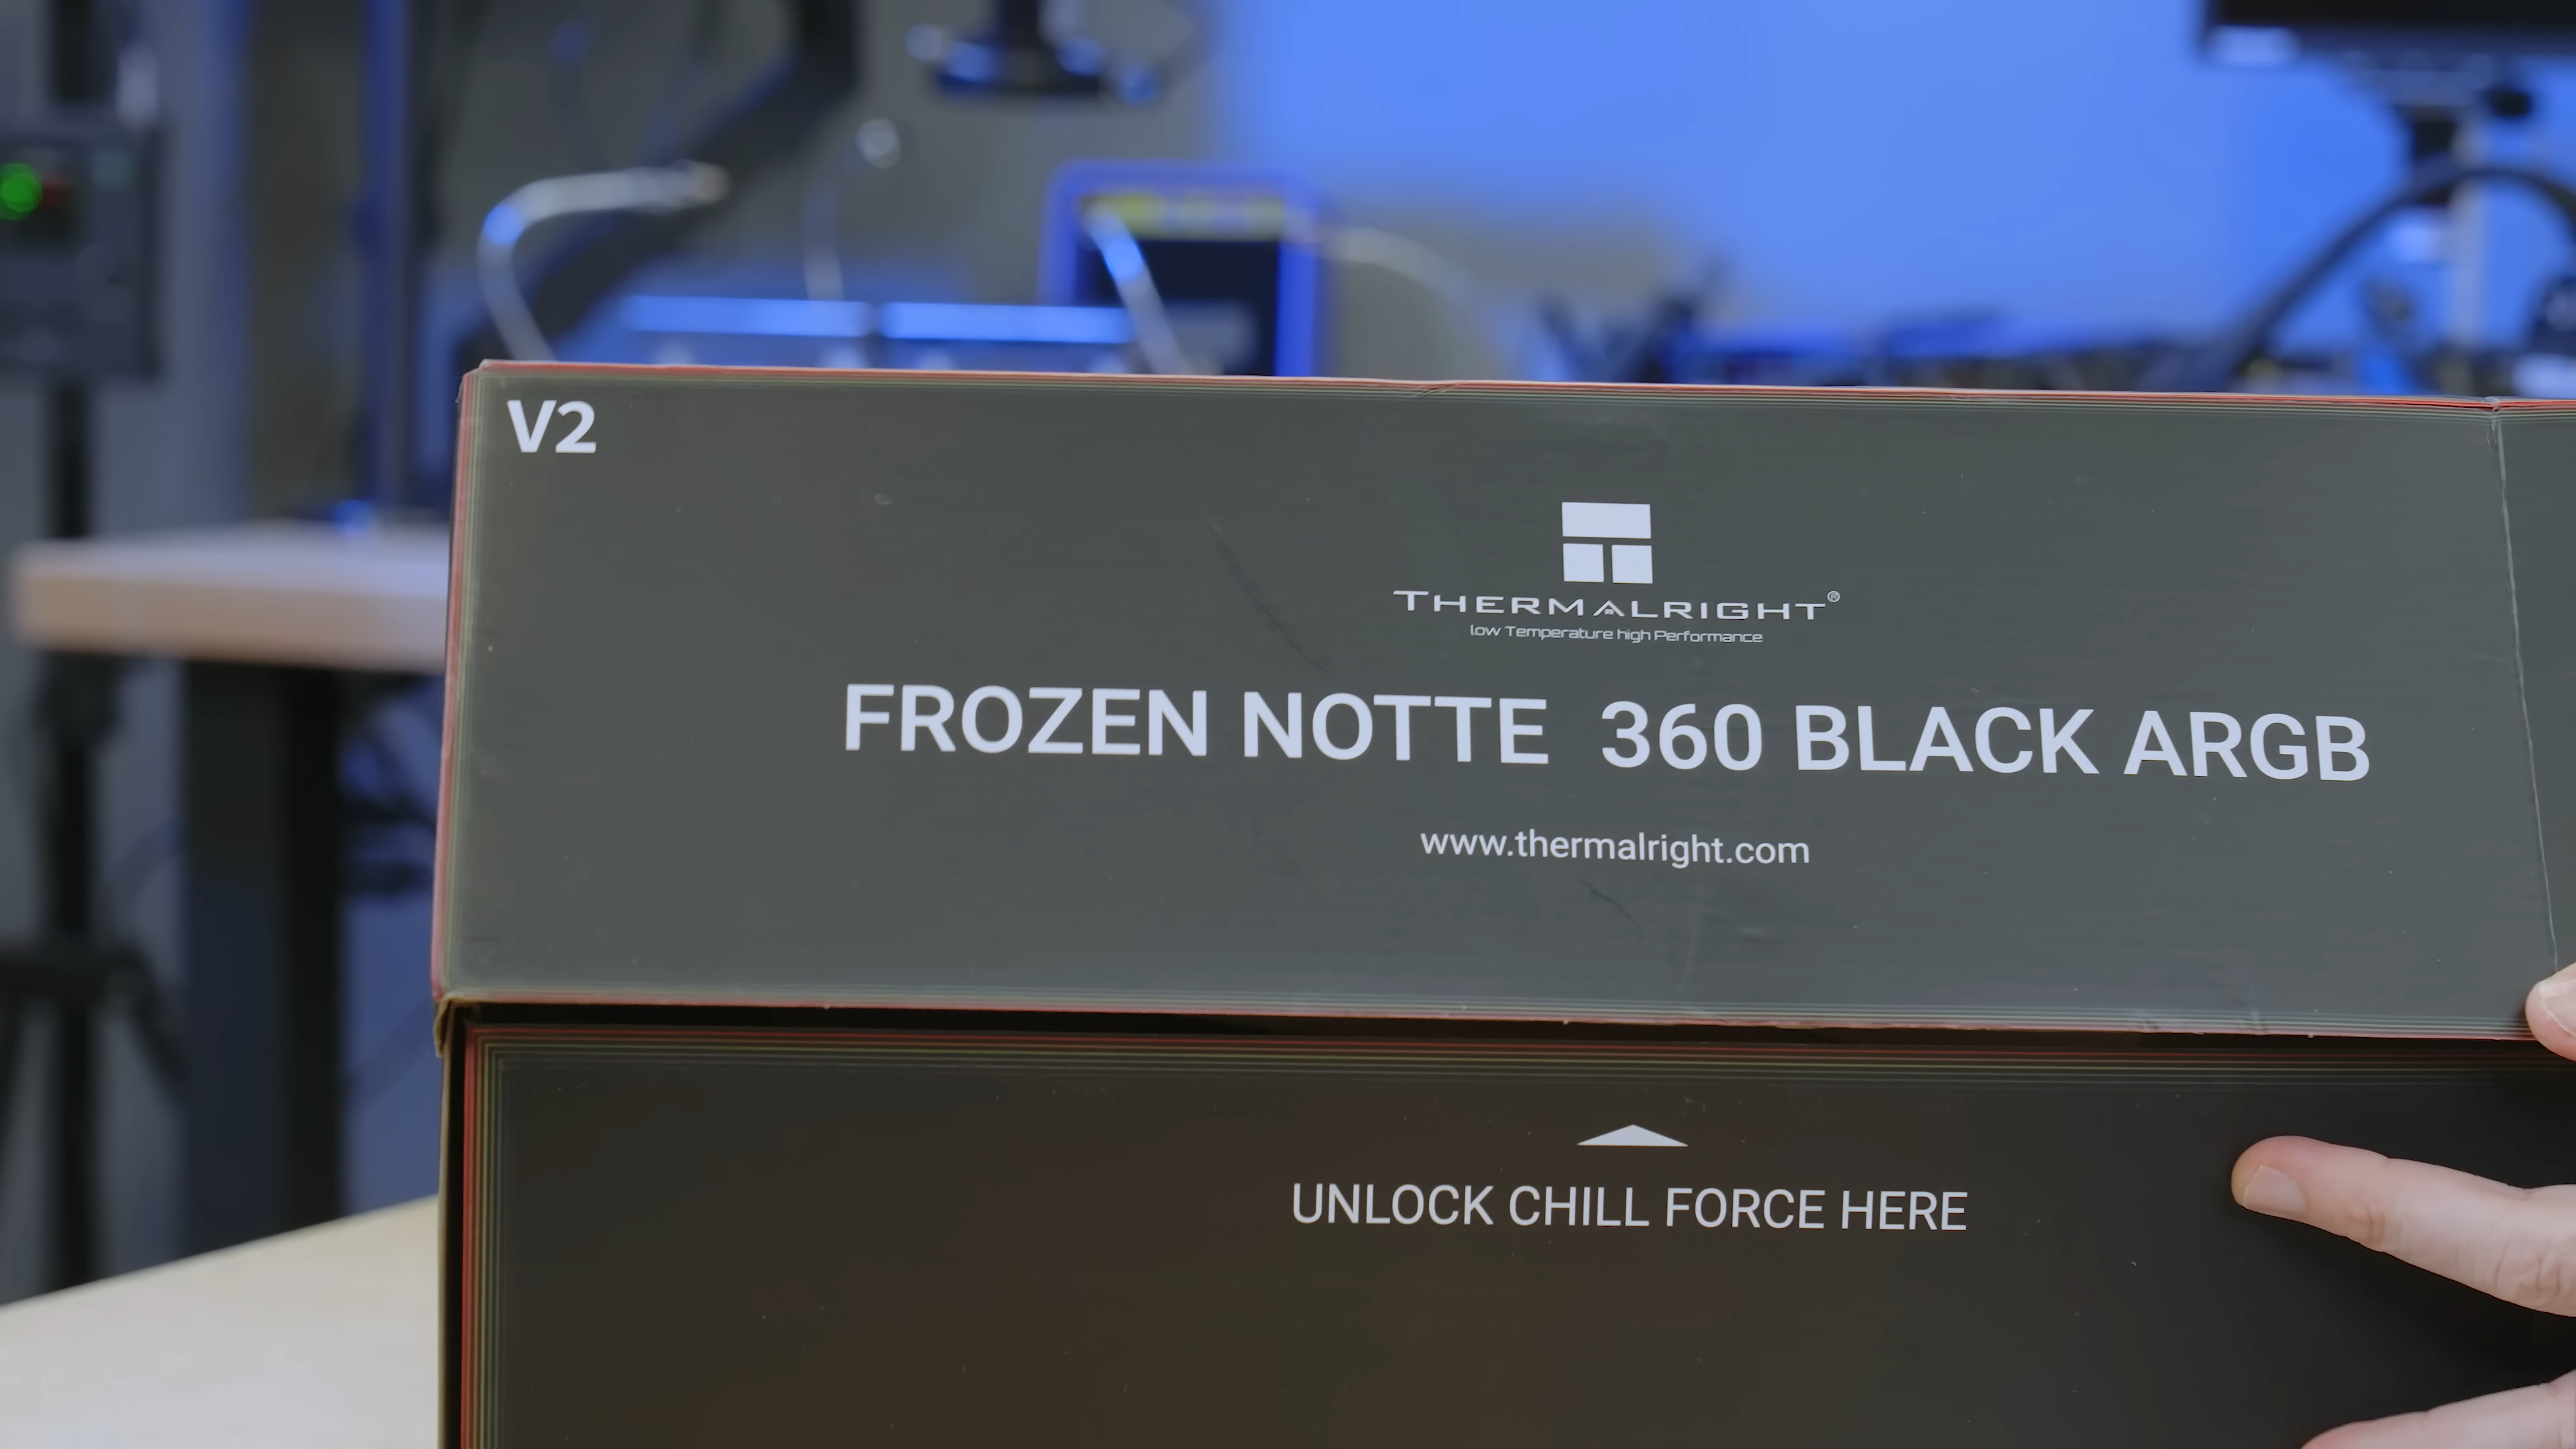 V2
THERMALRIGHT®
low Temperature high Performance
FROZEN NOTTE 360 BLACK ARGB
www.thermalright.com
UNLOCK CHILL FORCE HERE